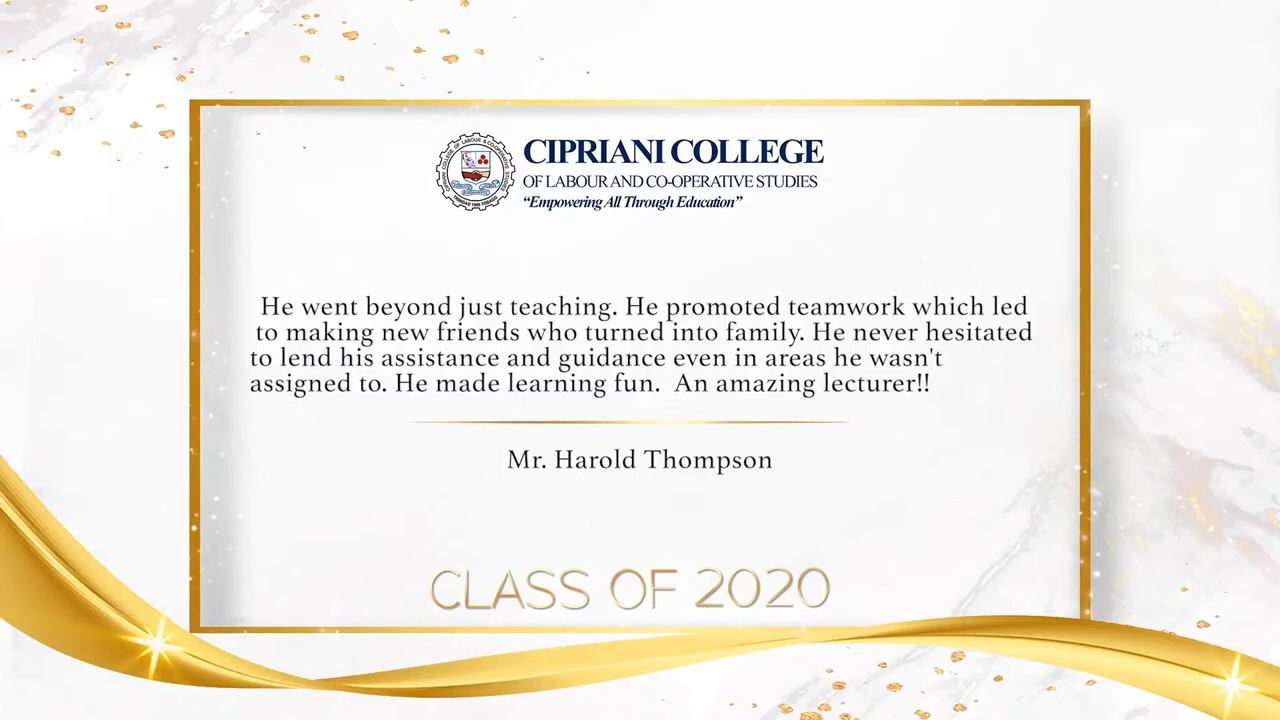 CIPRIANI COLLEGE
OF LABOUR AND CO-OPERATIVE STUDIES
“Empowering All Through Education”
He went beyond just teaching. He promoted teamwork which led
to making new friends who turned into family. He never hesitated
to lend his assistance and guidance even in areas he wasn't
assigned to. He made learning fun.  An amazing lecturer!!
Mr. Harold Thompson
CLASS OF 2020